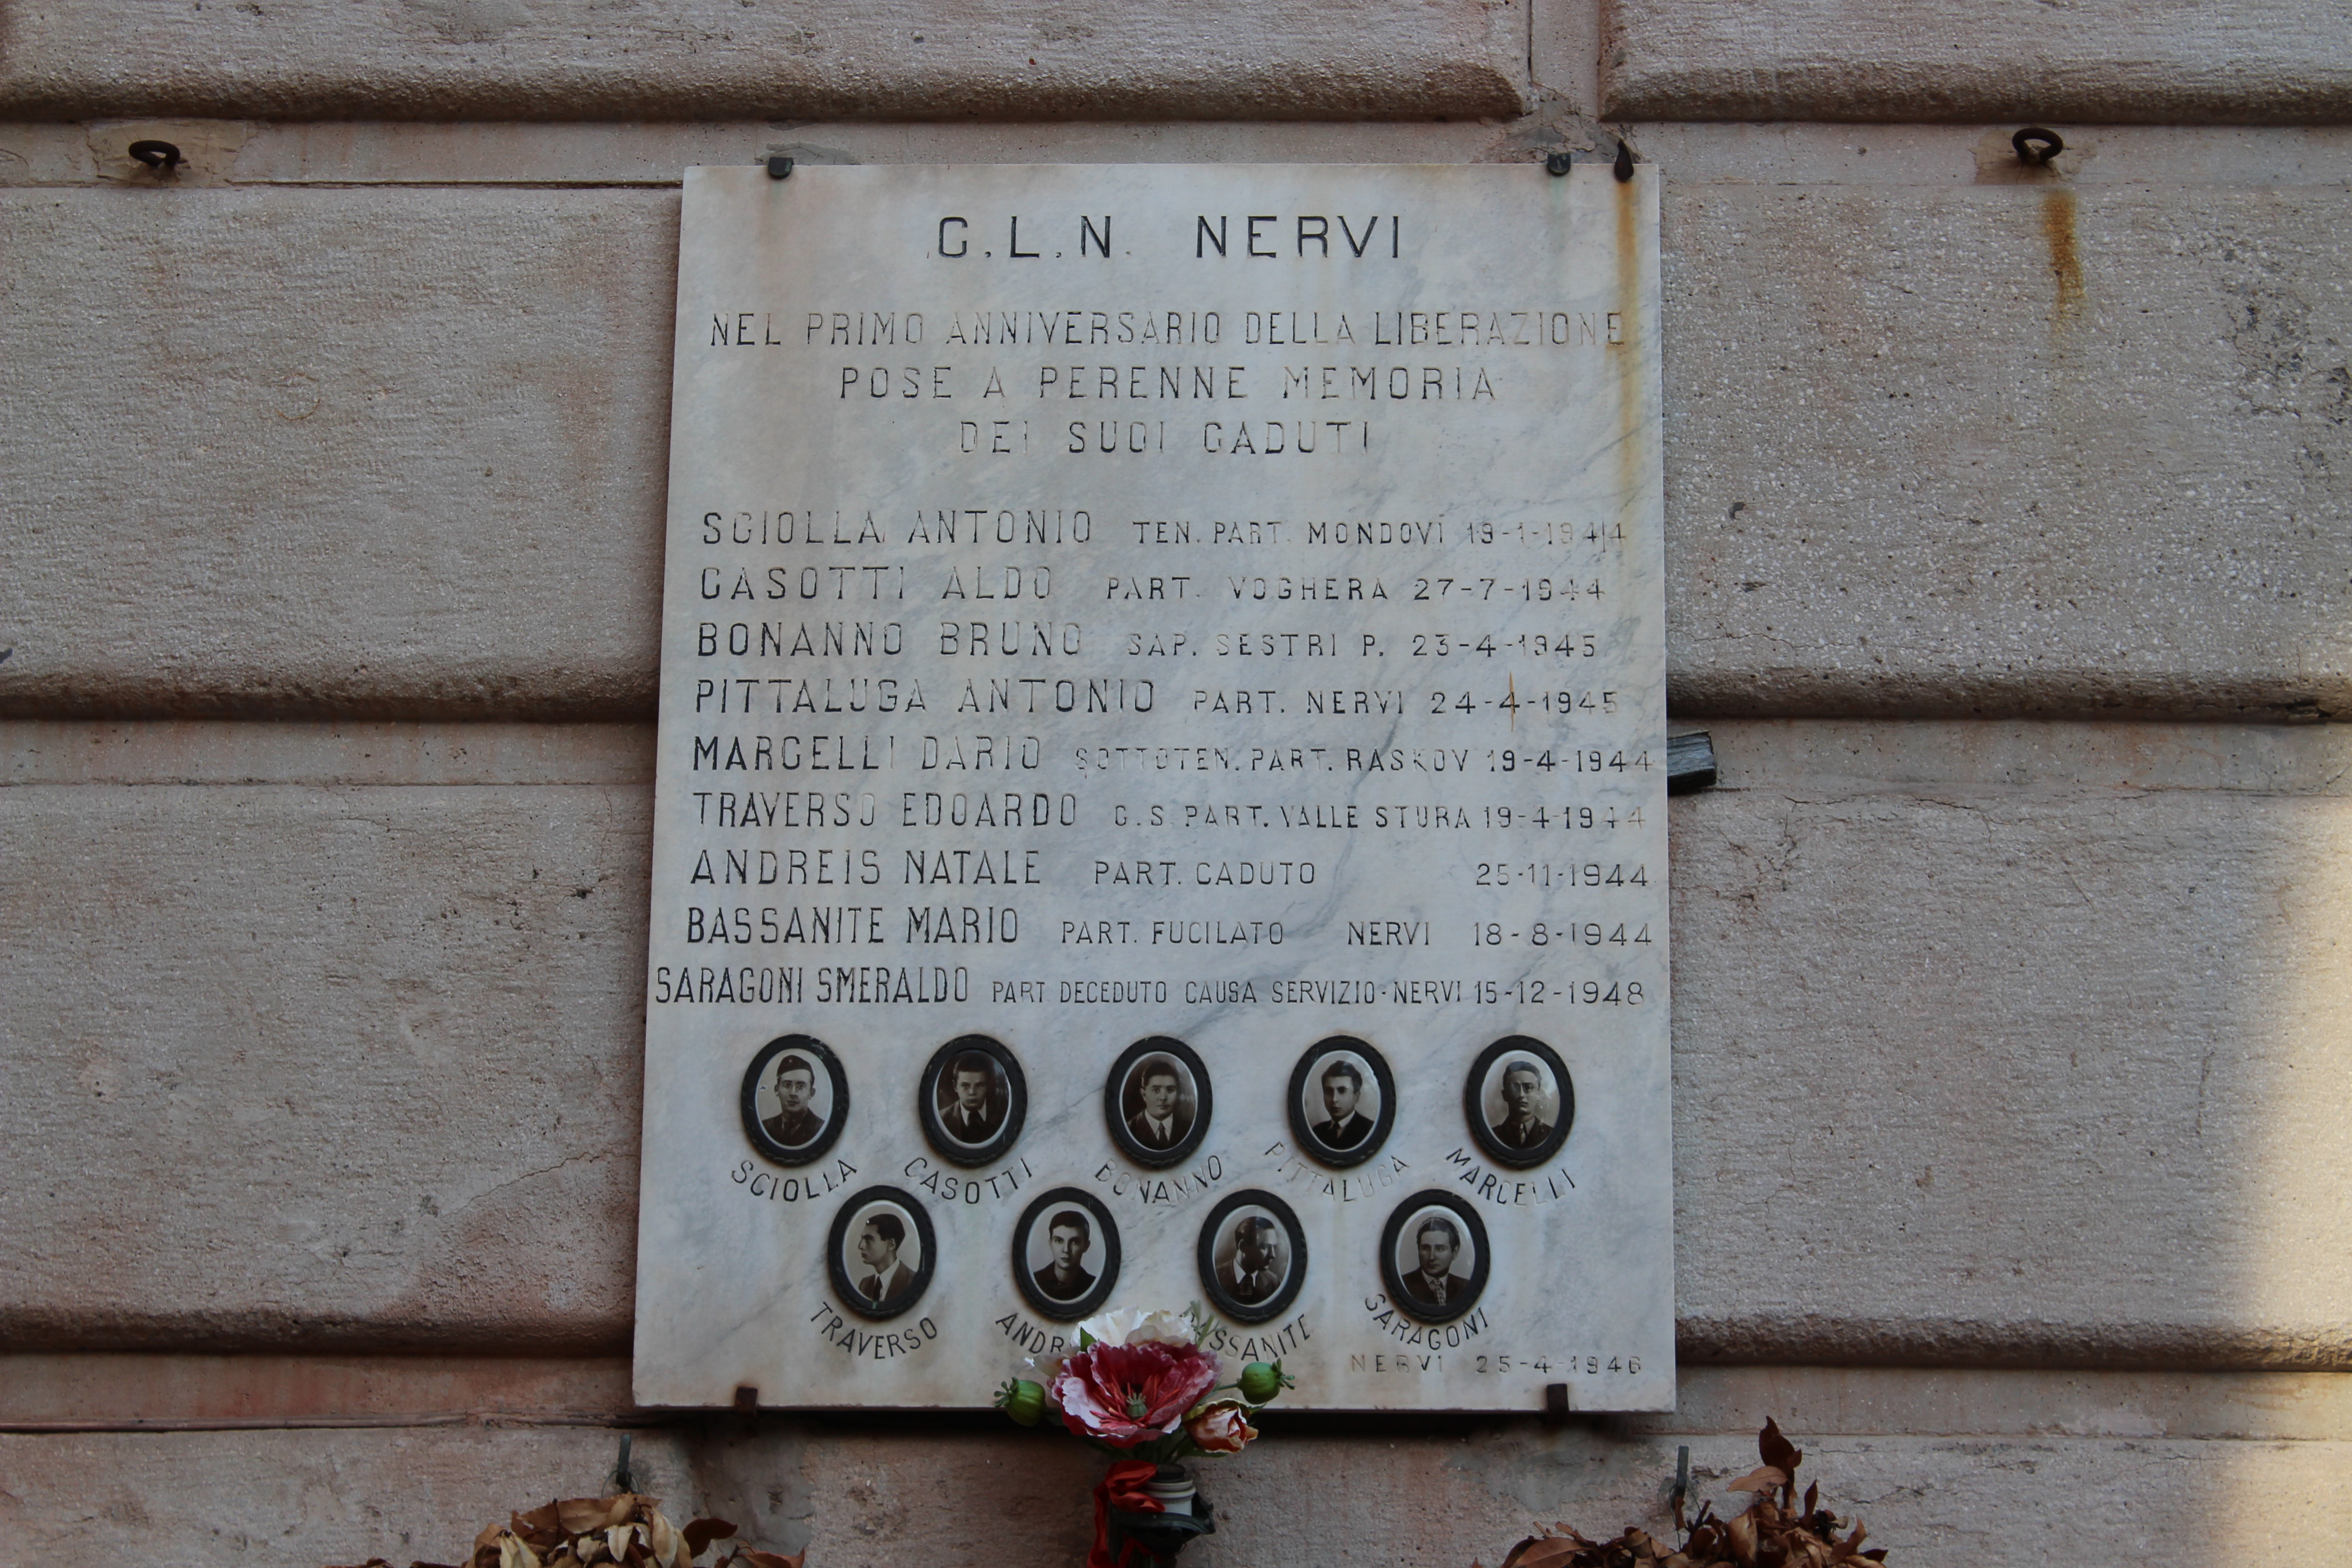 C.L.N. NERVI
NEL PRIMO ANNIVERSARIO DELLA LIBERAZIONE
POSE A PERENNE MEMORIA
DEI SUOI CADUTI
SCIOLLA ANTONIO TEN. PART. MONDOVÌ 19-1-1944
CASOTTI ALDO PART. VOGHERA 27-7-1944
BONANNO BRUNO SAP. SESTRI P. 23-4-1945
PITTALUGA ANTONIO PART. NERVI 24-4-1945
MARCELLI DARIO SOTTOTEN. PART. RASKOV 19-4-1944
TRAVERSO EDOARDO C.S. PART. VALLE STURA 19-4-1944
ANDREIS NATALE PART. CADUTO 25-11-1944
BASSANITE MARIO PART. FUCILATO NERVI 18-8-1944
SARAGONI SMERALDO PART DECEDUTO CAUSA SERVIZIO-NERVI 15-12-1948
SCIOLLA CASOTTI BONANNO PITTALUGA MARCELLI
TRAVERSO ANDR SSANITE SARAGONI
NERVI 25-4-1946